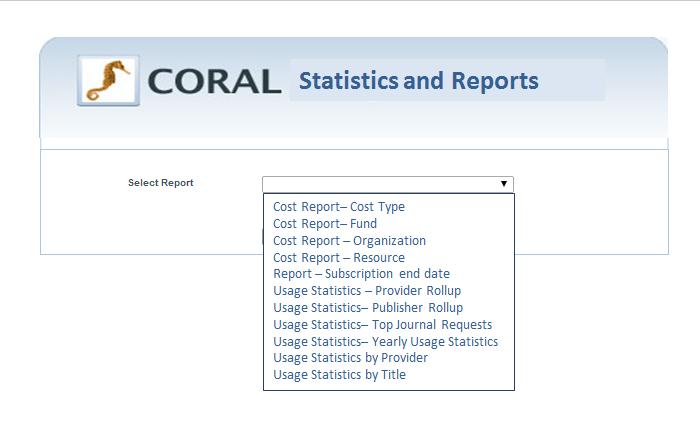 CORAL Statistics and Reports
Select Report
Cost Report– Cost Type
Cost Report– Fund
Cost Report – Organization
Cost Report – Resource
Report – Subscription end date
Usage Statistics – Provider Rollup
Usage Statistics– Publisher Rollup
Usage Statistics– Top Journal Requests
Usage Statistics– Yearly Usage Statistics
Usage Statistics by Provider
Usage Statistics by Title